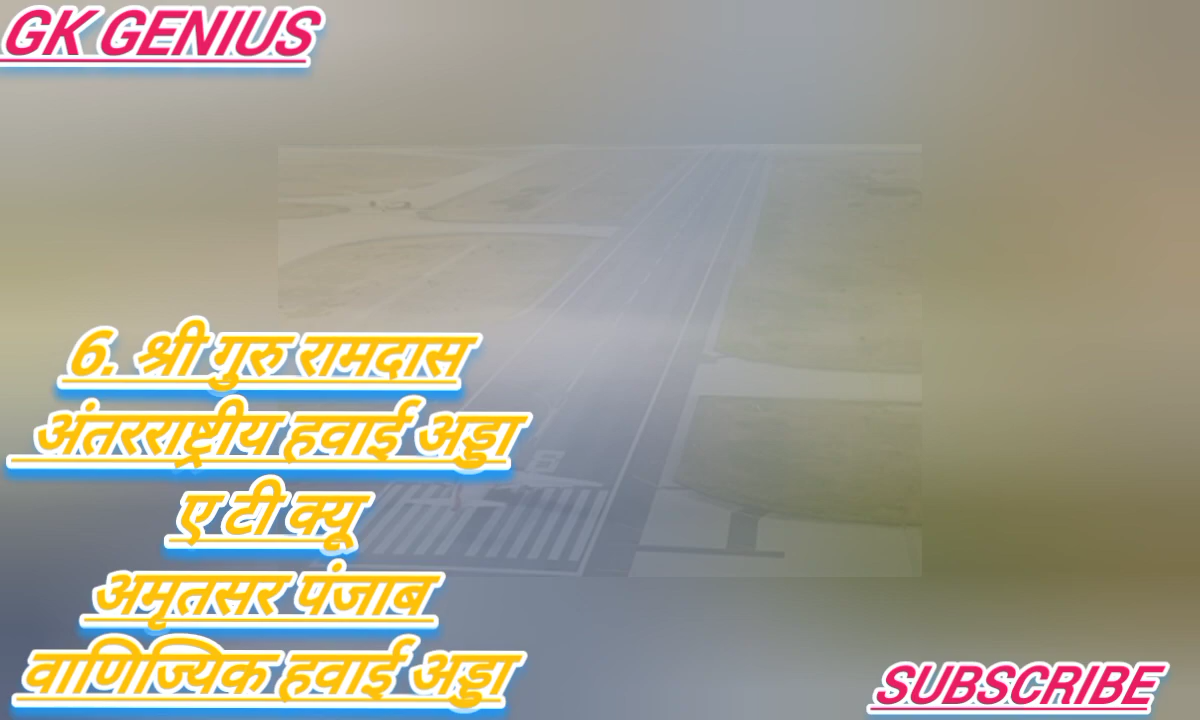 GK GENIUS
6. श्री गुरु रामदास
अंतरराष्ट्रीय हवाई अड्डा
ए टी क्यू
अमृतसर पंजाब
वाणिज्यिक हवाई अड्डा
SUBSCRIBE